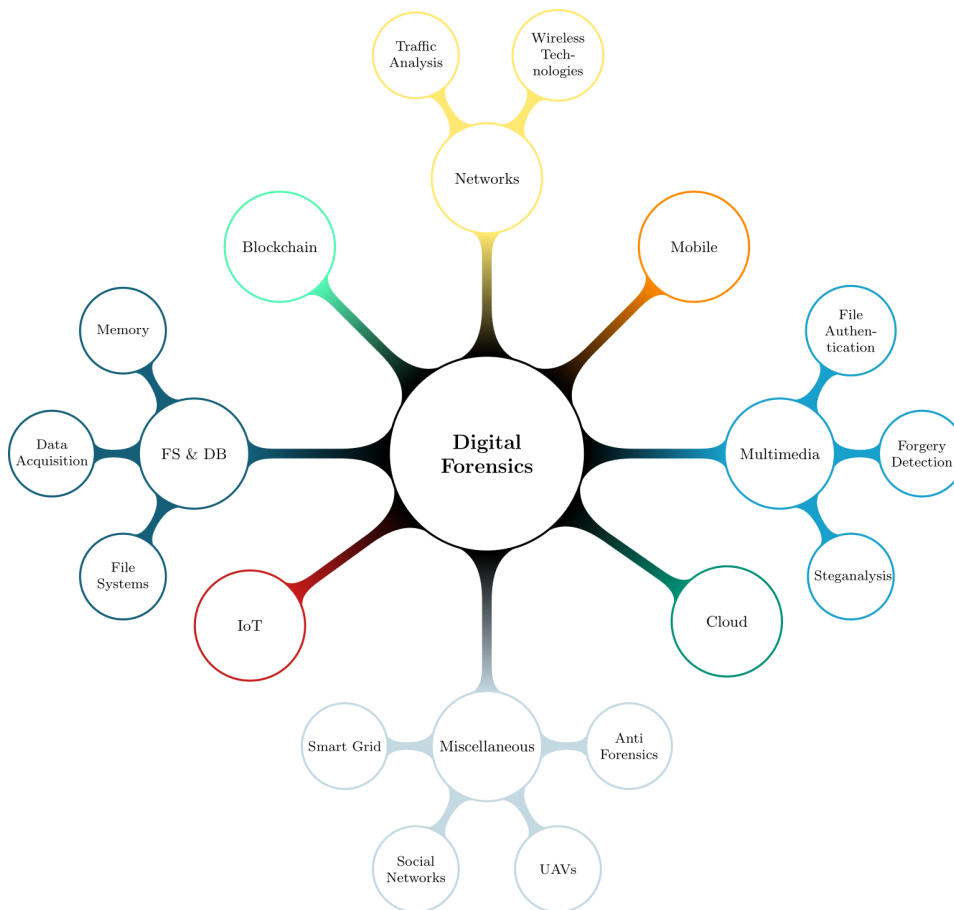 Traffic
Analysis
Wireless
Tech-
nologies
Networks
Blockchain
Mobile
Memory
File
Authen-
tication
Data
Acquisition
FS & DB
Digital
Forensics
Multimedia
Forgery
Detection
File
Systems
Steganalysis
IoT
Cloud
Smart Grid
Miscellaneous
Anti
Forensics
Social
Networks
UAVs